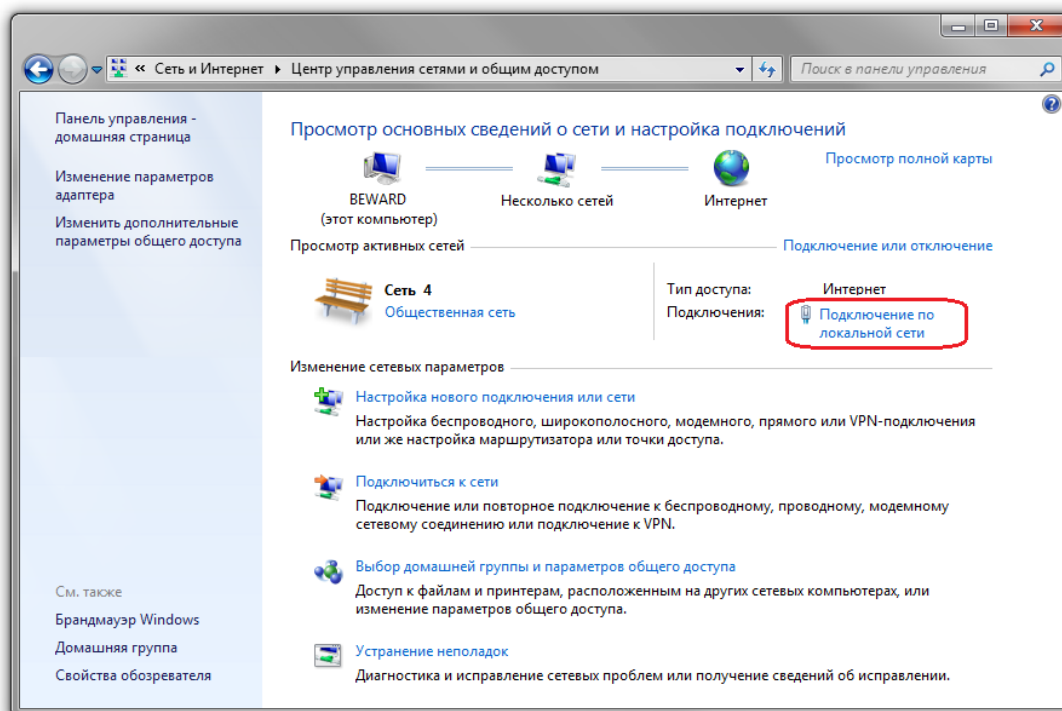 « Сеть и Интернет ▸ Центр управления сетями и общим доступом
Поиск в панели управления
Панель управления -
домашняя страница
Изменение параметров
адаптера
Изменить дополнительные
параметры общего доступа
См. также
Брандмауэр Windows
Домашняя группа
Свойства обозревателя
Просмотр основных сведений о сети и настройка подключений
Просмотр полной карты
BEWARD
(этот компьютер)
Несколько сетей
Интернет
Просмотр активных сетей
Подключение или отключение
Сеть 4
Общественная сеть
Тип доступа: Интернет
Подключения: Подключение по
локальной сети
Изменение сетевых параметров
Настройка нового подключения или сети
Настройка беспроводного, широкополосного, модемного, прямого или VPN-подключения
или же настройка маршрутизатора или точки доступа.
Подключиться к сети
Подключение или повторное подключение к беспроводному, проводному, модемному
сетевому соединению или подключение к VPN.
Выбор домашней группы и параметров общего доступа
Доступ к файлам и принтерам, расположенным на других сетевых компьютерах, или
изменение параметров общего доступа.
Устранение неполадок
Диагностика и исправление сетевых проблем или получение сведений об исправлении.